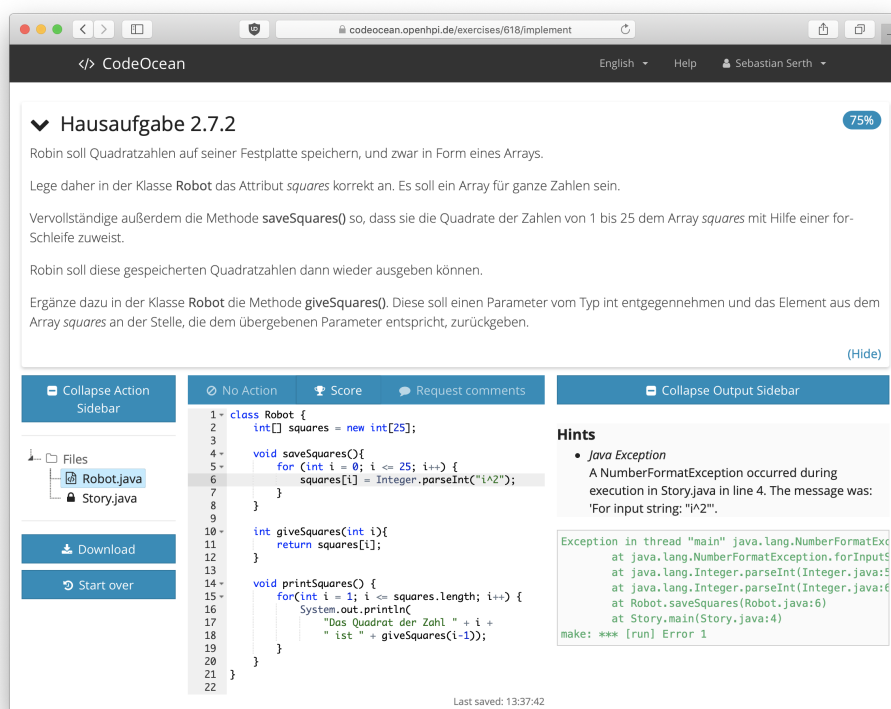 codeocean.openhpi.de/exercises/618/implement
</> CodeOcean
English
Help
Sebastian Serth
Hausaufgabe 2.7.2
75%
Robin soll Quadratzahlen auf seiner Festplatte speichern, und zwar in Form eines Arrays.
Lege daher in der Klasse Robot das Attribut squares korrekt an. Es soll ein Array für ganze Zahlen sein.
Vervollständige außerdem die Methode saveSquares() so, dass sie die Quadrate der Zahlen von 1 bis 25 dem Array squares mit Hilfe einer for-
Schleife zuweist.
Robin soll diese gespeicherten Quadratzahlen dann wieder ausgeben können.
Ergänze dazu in der Klasse Robot die Methode giveSquares(). Diese soll einen Parameter vom Typ int entgegennehmen und das Element aus dem
Array squares an der Stelle, die dem übergebenen Parameter entspricht, zurückgeben.
(Hide)
Collapse Action
Sidebar
Files
Robot.java
Story.java
Download
Start over
No Action
Score
Request comments
1 class Robot {
2     int[] squares = new int[25];
3
4     void saveSquares(){
5         for (int i = 0; i <= 25; i++) {
6             squares[i] = Integer.parseInt("i^2");
7         }
8     }
9
10     int giveSquares(int i){
11         return squares[i];
12     }
13
14     void printSquares() {
15         for(int i = 1; i <= squares.length; i++) {
16             System.out.println(
17                 "Das Quadrat der Zahl " + i +
18                 " ist " + giveSquares(i-1));
19         }
20     }
21 }
22
Last saved: 13:37:42
Collapse Output Sidebar
Hints
• Java Exception
A NumberFormatException occurred during
execution in Story.java in line 4. The message was:
'For input string: "i^2"'.
Exception in thread "main" java.lang.NumberFormatExc
at java.lang.NumberFormatException.forInputS
at java.lang.Integer.parseInt(Integer.java:5
at java.lang.Integer.parseInt(Integer.java:6
at Robot.saveSquares(Robot.java:6)
at Story.main(Story.java:4)
make: *** [run] Error 1